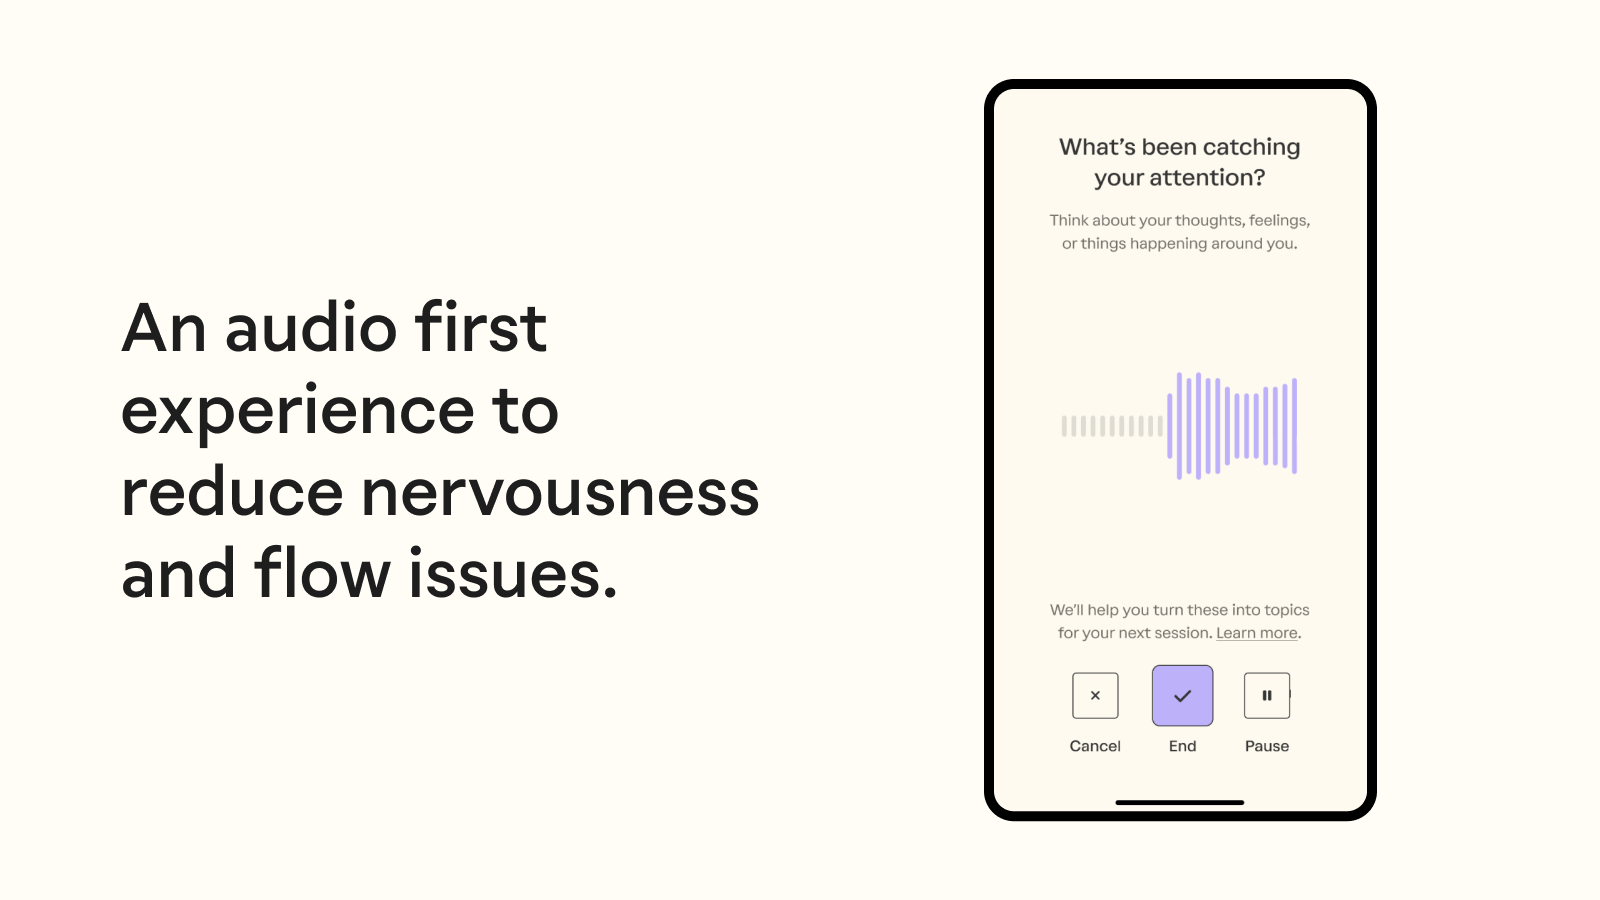 An audio first
experience to
reduce nervousness
and flow issues.
What’s been catching
your attention?
Think about your thoughts, feelings,
or things happening around you.
We’ll help you turn these into topics
for your next session. Learn more.
Cancel
End
Pause